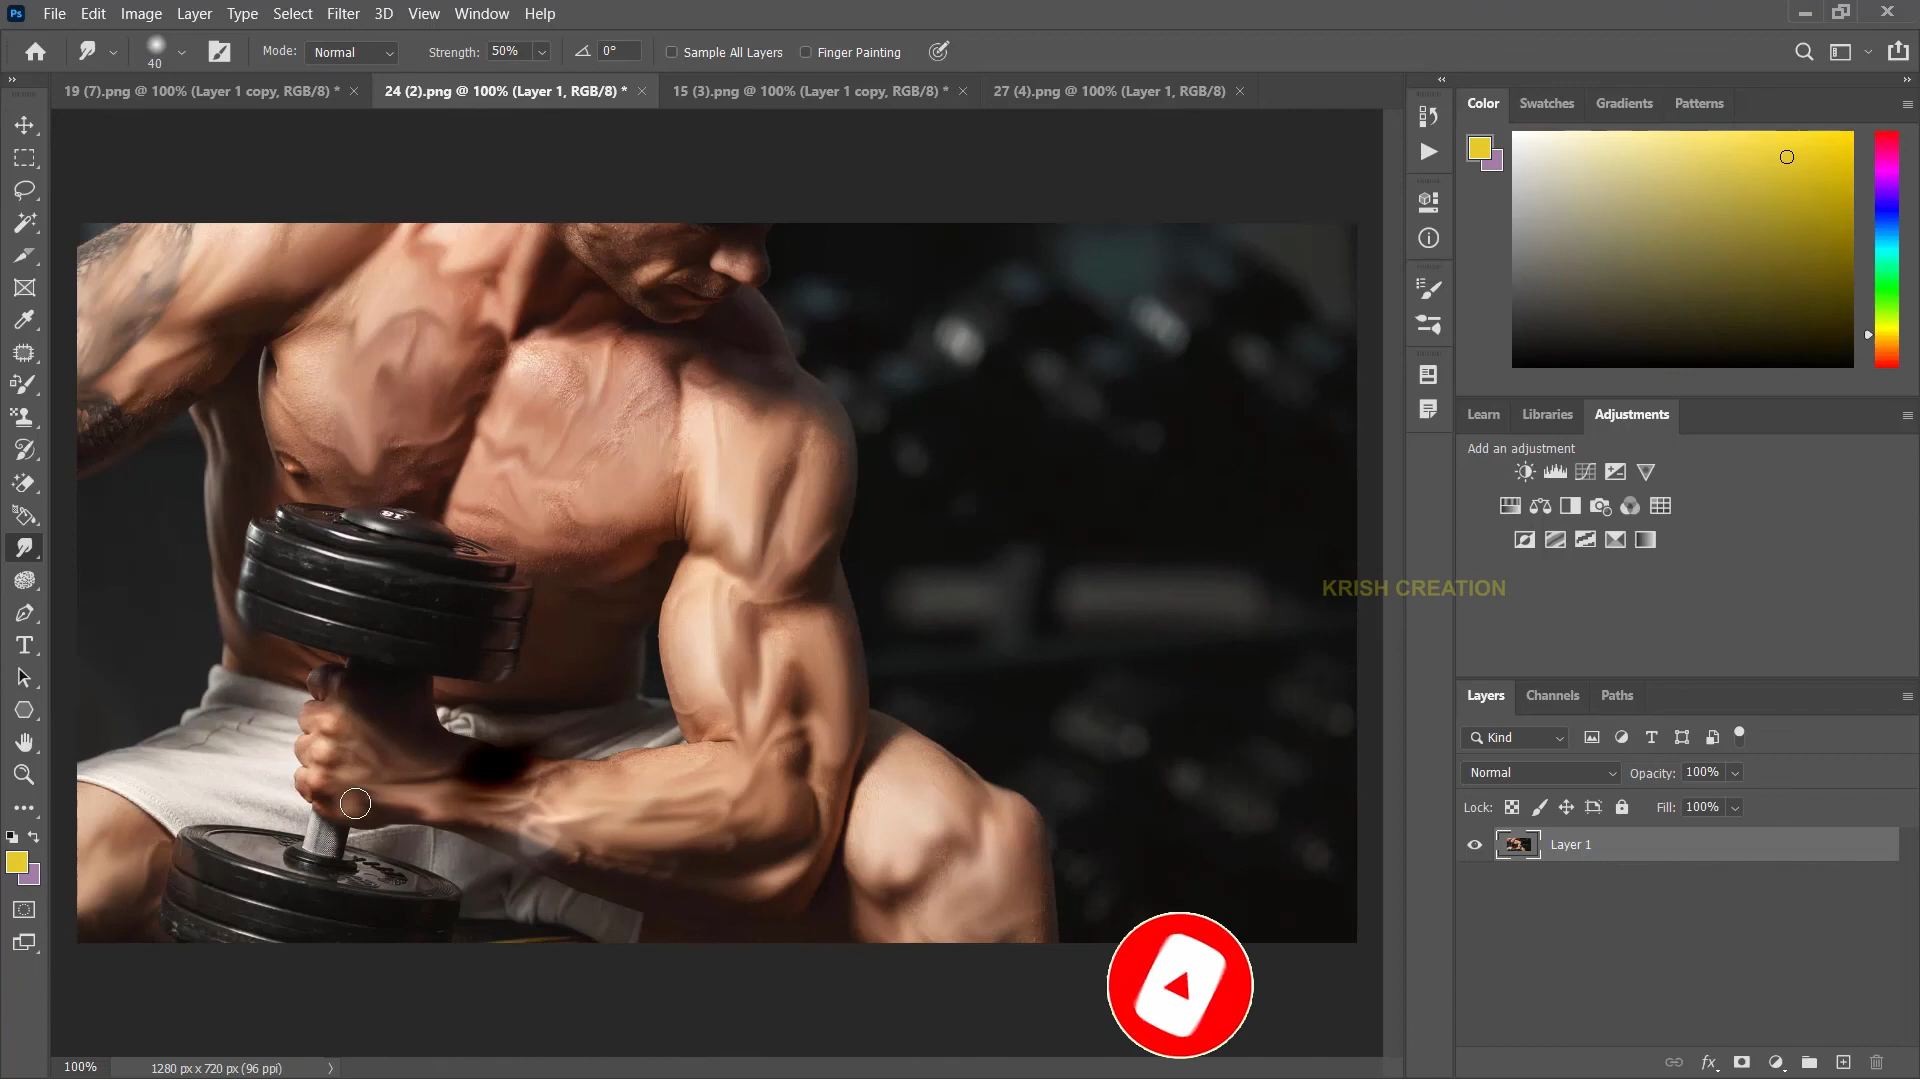 Ps File Edit Image Layer Type Select Filter 3D View Window Help
40 Mode: Normal Strength: 50% 0° Sample All Layers Finger Painting
19 (7).png @ 100% (Layer 1 copy, RGB/8) * × 24 (2).png @ 100% (Layer 1, RGB/8) * × 15 (3).png @ 100% (Layer 1 copy, RGB/8) * × 27 (4).png @ 100% (Layer 1, RGB/8) ×
Color Swatches Gradients Patterns
Learn Libraries Adjustments
Add an adjustment
KRISH CREATION
Layers Channels Paths
Kind
Normal Opacity: 100%
Lock: Fill: 100%
Layer 1
fx
100% 1280 px x 720 px (96 ppi)